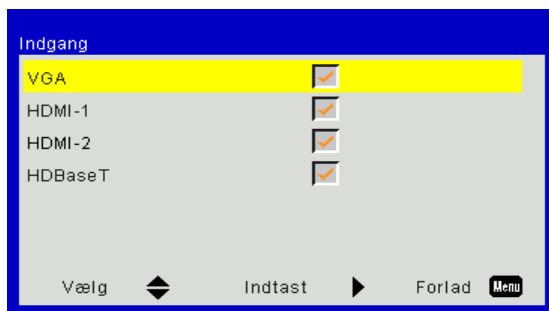 Indgang
VGA
HDMI-1
HDMI-2
HDBaseT
Vælg Indtast Forlad Menu